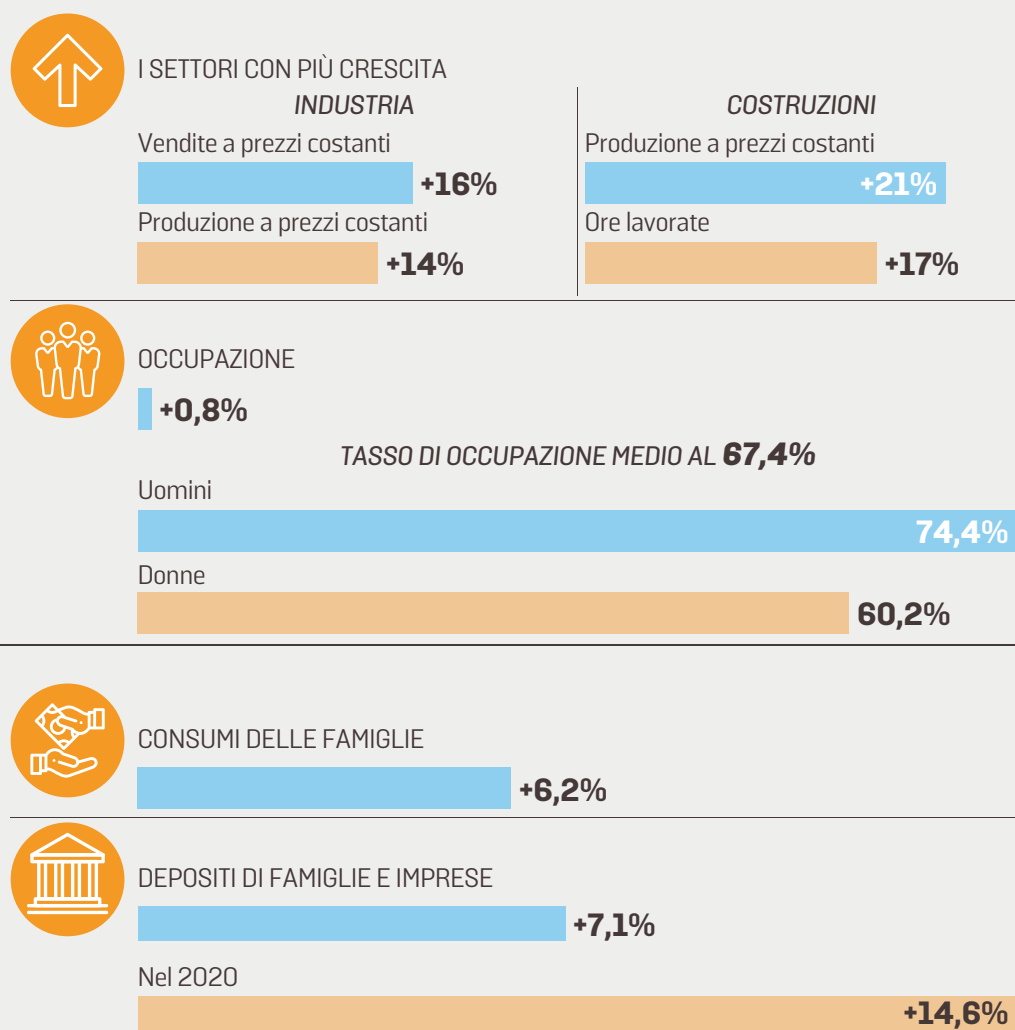 I SETTORI CON PIÙ CRESCITA
INDUSTRIA
Vendite a prezzi costanti
+16%
Produzione a prezzi costanti
+14%
COSTRUZIONI
Produzione a prezzi costanti
+21%
Ore lavorate
+17%
OCCUPAZIONE
+0,8%
TASSO DI OCCUPAZIONE MEDIO AL 67,4%
Uomini
74,4%
Donne
60,2%
CONSUMI DELLE FAMIGLIE
+6,2%
DEPOSITI DI FAMIGLIE E IMPRESE
+7,1%
Nel 2020
+14,6%